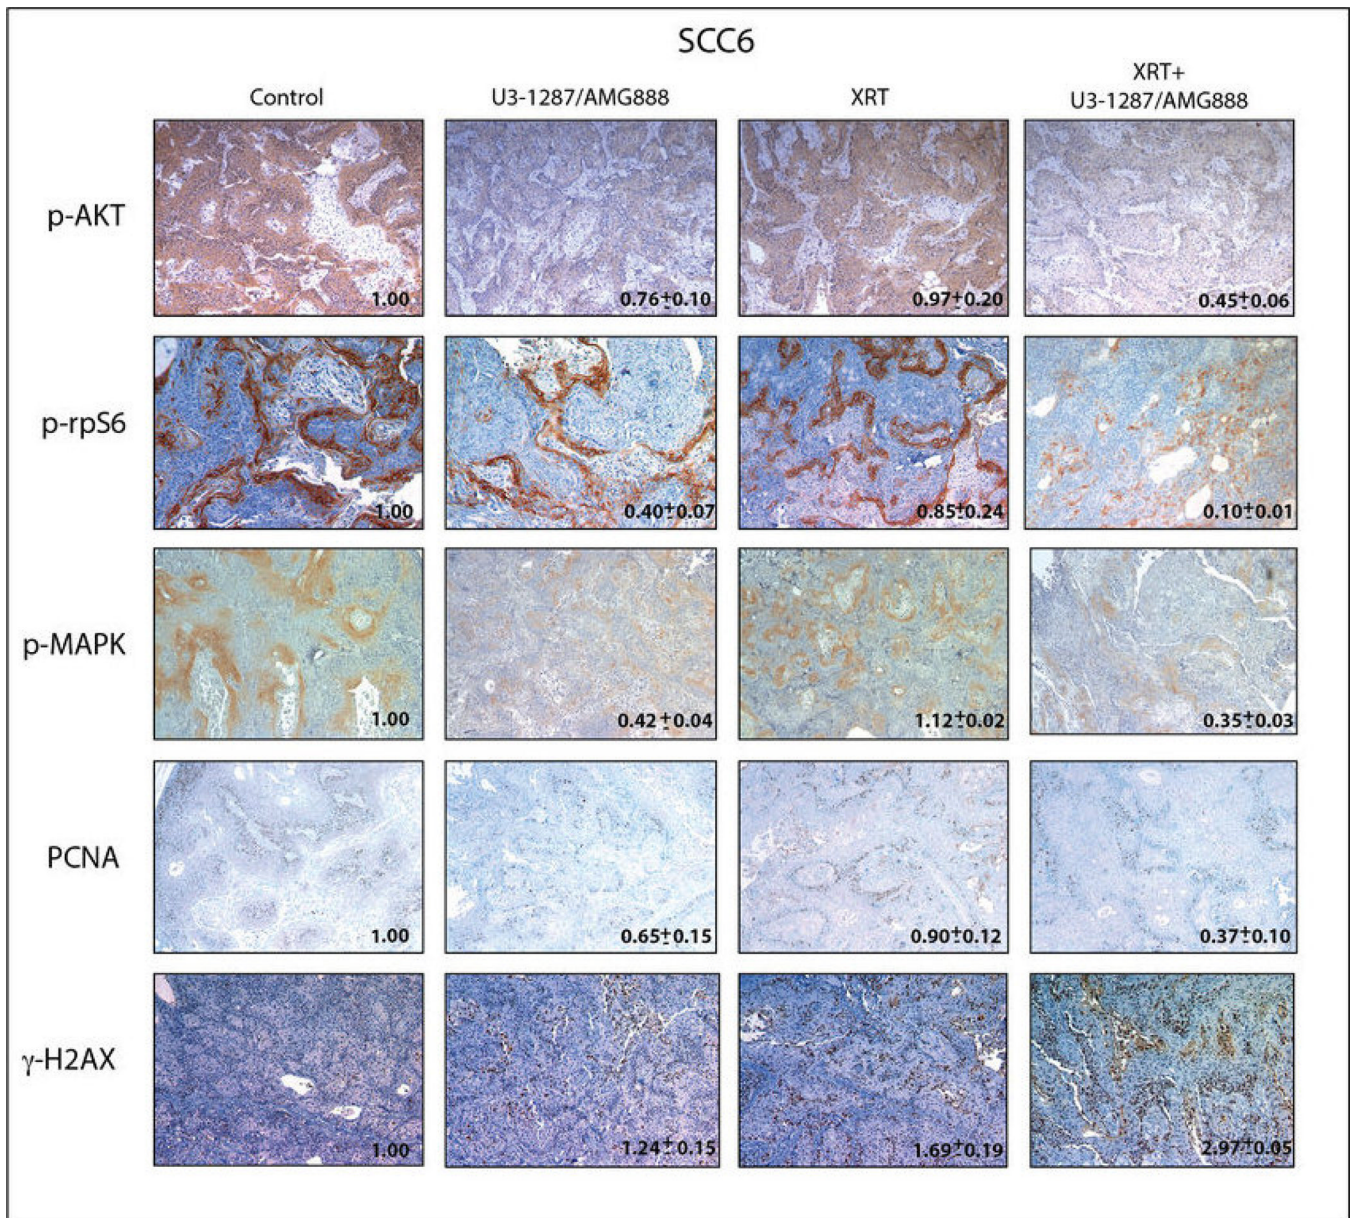 SCC6
Control
U3-1287/AMG888
XRT
XRT+
U3-1287/AMG888
p-AKT
1.00
0.76±0.10
0.97±0.20
0.45±0.06
p-rpS6
1.00
0.40±0.07
0.85±0.24
0.10±0.01
p-MAPK
1.00
0.42±0.04
1.12±0.02
0.35±0.03
PCNA
1.00
0.65±0.15
0.90±0.12
0.37±0.10
γ-H2AX
1.00
1.24±0.15
1.69±0.19
2.97±0.05